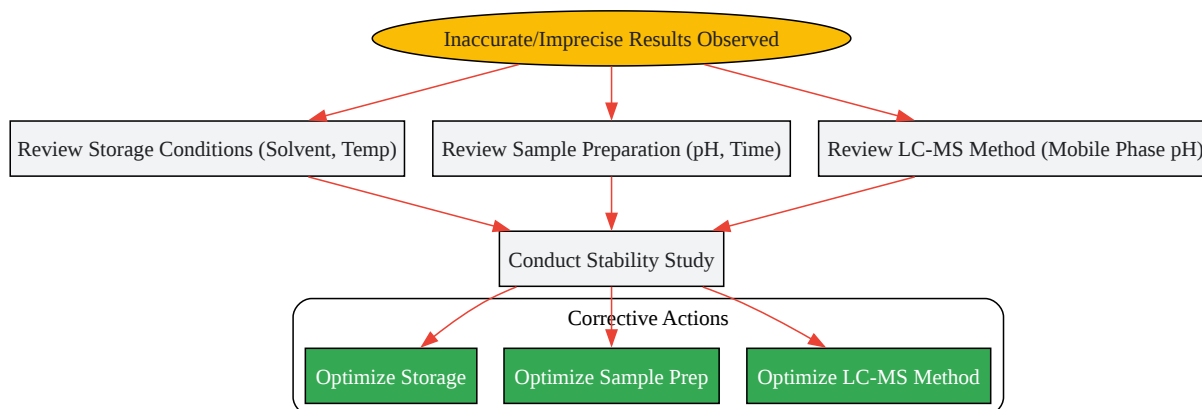 Inaccurate/Imprecise Results Observed
Review Storage Conditions (Solvent, Temp)
Review Sample Preparation (pH, Time)
Review LC-MS Method (Mobile Phase pH)
Conduct Stability Study
Corrective Actions
Optimize Storage
Optimize Sample Prep
Optimize LC-MS Method